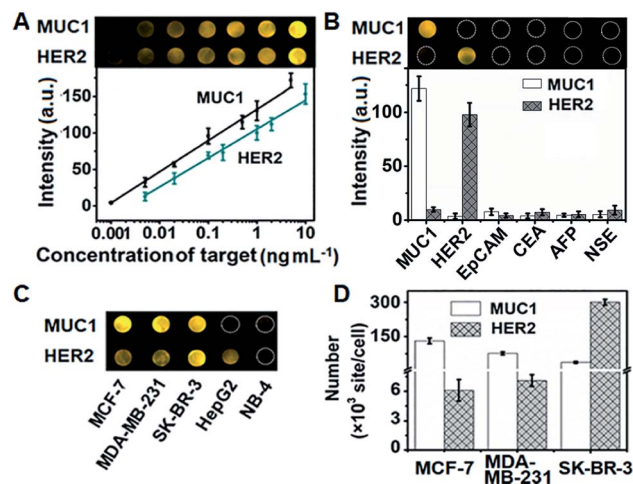 A
MUC1
HER2
Intensity (a.u.)
150
100
50
0
MUC1
HER2
0.001 0.01 0.1 1 10
Concentration of target (ng mL-1)
B
MUC1
HER2
Intensity (a.u.)
100
50
0
MUC1
HER2
MUC1 HER2 EpCAM CEA AFP NSE
C
MUC1
HER2
MCF-7 MDA-MB-231 SK-BR-3 HepG2 NB-4
D
Number
(×10³ site/cell)
300
150
6
3
0
MUC1
HER2
MCF-7 MDA-
MB-231 SK-BR-3